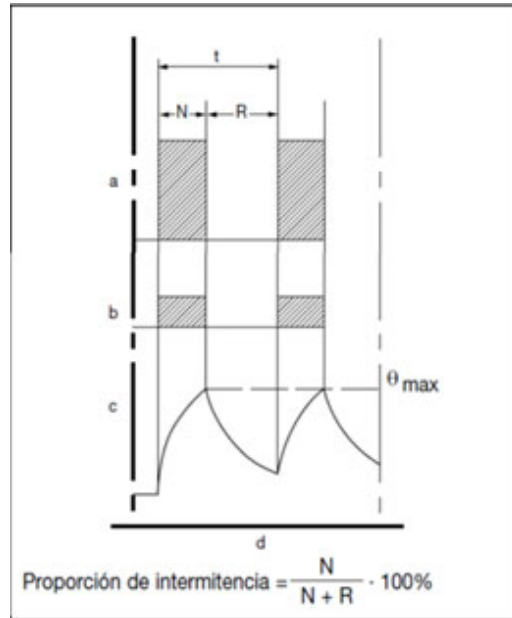 t
N R
a
b
c
θmax
d
Proporción de intermitencia = N / N + R · 100%